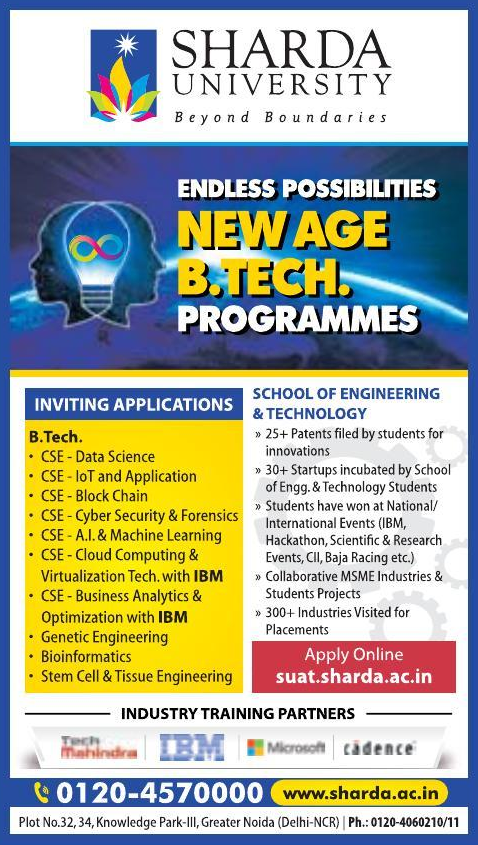 SHARDA
UNIVERSITY
Beyond Boundaries
ENDLESS POSSIBILITIES
NEW AGE
B.TECH.
PROGRAMMES
INVITING APPLICATIONS
B.Tech.
• CSE - Data Science
• CSE - IoT and Application
• CSE - Block Chain
• CSE - Cyber Security & Forensics
• CSE - A.I. & Machine Learning
• CSE - Cloud Computing &
Virtualization Tech. with IBM
• CSE - Business Analytics &
Optimization with IBM
• Genetic Engineering
• Bioinformatics
• Stem Cell & Tissue Engineering
SCHOOL OF ENGINEERING
& TECHNOLOGY
» 25+ Patents filed by students for
innovations
» 30+ Startups incubated by School
of Engg. & Technology Students
» Students have won at National/
International Events (IBM,
Hackathon, Scientific & Research
Events, CII, Baja Racing etc.)
» Collaborative MSME Industries &
Students Projects
» 300+ Industries Visited for
Placements
Apply Online
suat.sharda.ac.in
INDUSTRY TRAINING PARTNERS
Tech
Mahindra
IBM
Microsoft
cādence
0120-4570000
www.sharda.ac.in
Plot No.32, 34, Knowledge Park-III, Greater Noida (Delhi-NCR) | Ph.: 0120-4060210/11